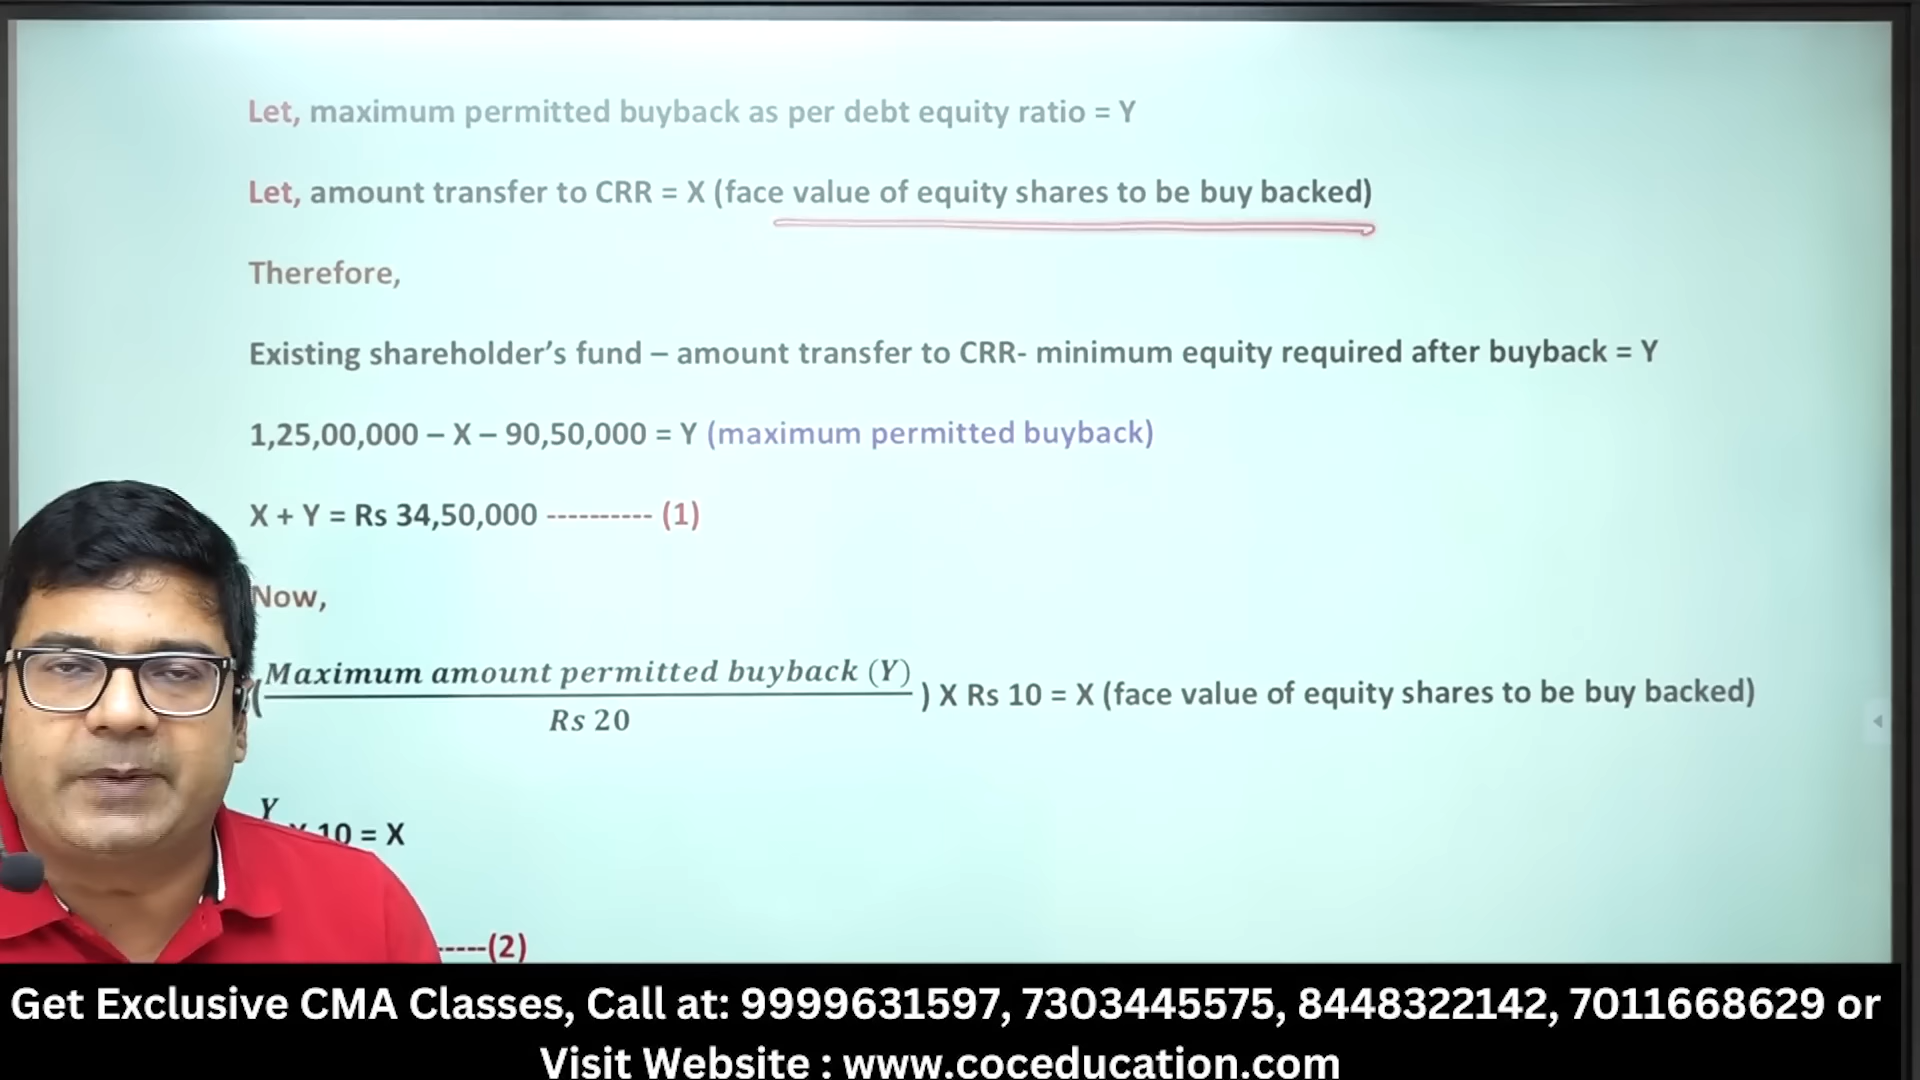 Let, maximum permitted buyback as per debt equity ratio = Y
Let, amount transfer to CRR = X (face value of equity shares to be buy backed)
Therefore,
Existing shareholder’s fund – amount transfer to CRR- minimum equity required after buyback = Y
1,25,00,000 – X – 90,50,000 = Y (maximum permitted buyback)
X + Y = Rs 34,50,000 ---------- (1)
Now,
(Maximum amount permitted buyback (Y)
Rs 20
) X Rs 10 = X (face value of equity shares to be buy backed)
Y
10 = X
-----(2)
Get Exclusive CMA Classes, Call at: 9999631597, 7303445575, 8448322142, 7011668629 or
Visit Website : www.coceducation.com